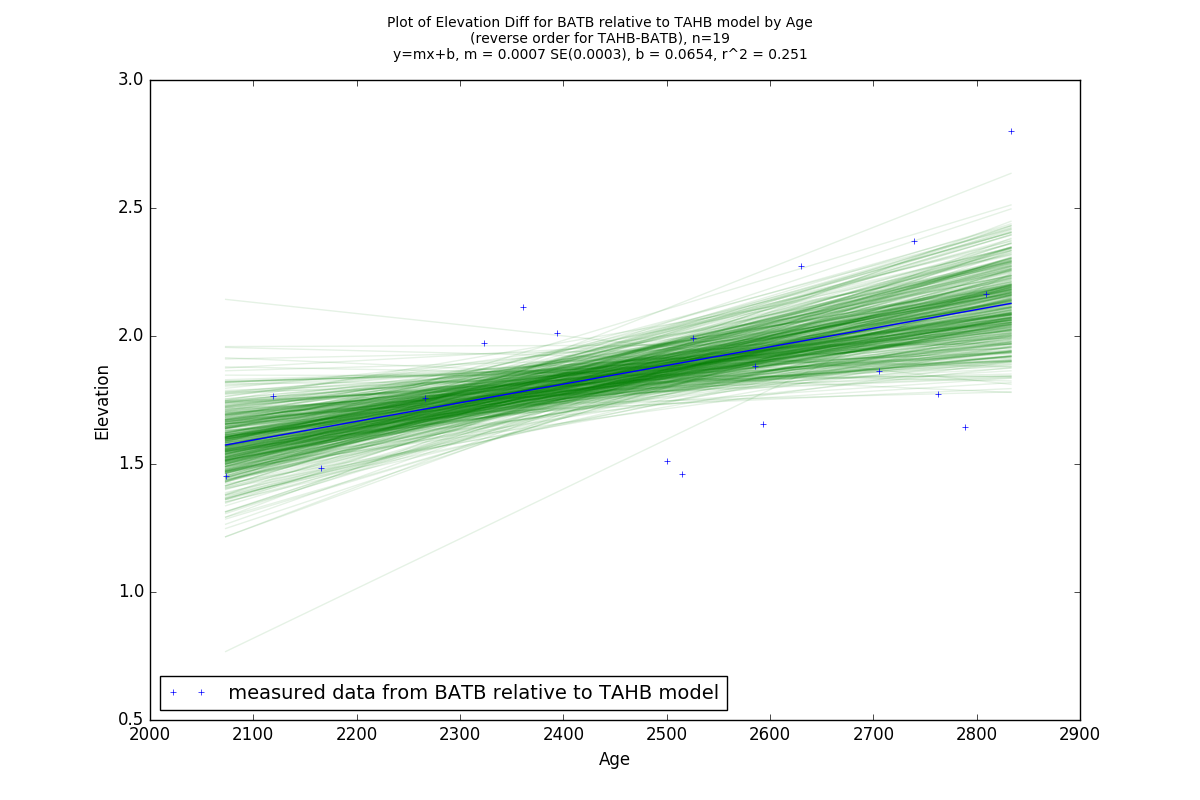 Plot of Elevation Diff for BATB relative to TAHB model by Age
(reverse order for TAHB-BATB), n=19
y=mx+b, m = 0.0007 SE(0.0003), b = 0.0654, r^2 = 0.251
3.0
2.5
2.0
1.5
1.0
0.5
Elevation
measured data from BATB relative to TAHB model
2000 2100 2200 2300 2400 2500 2600 2700 2800 2900
Age